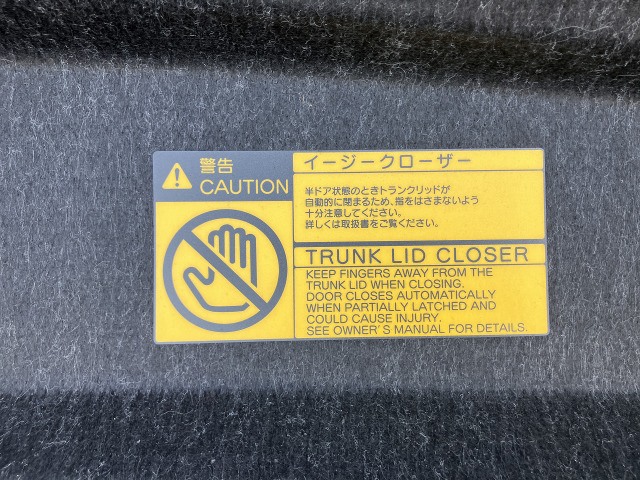 警告
CAUTION
イージークローザー
半ドア状態のときトランクリッドが
自動的に閉まるため、指をはさまないよう
十分注意してください。
詳しくは取扱書をご覧ください。
TRUNK LID CLOSER
KEEP FINGERS AWAY FROM THE
TRUNK LID WHEN CLOSING.
DOOR CLOSES AUTOMATICALLY
WHEN PARTIALLY LATCHED AND
COULD CAUSE INJURY.
SEE OWNER'S MANUAL FOR DETAILS.